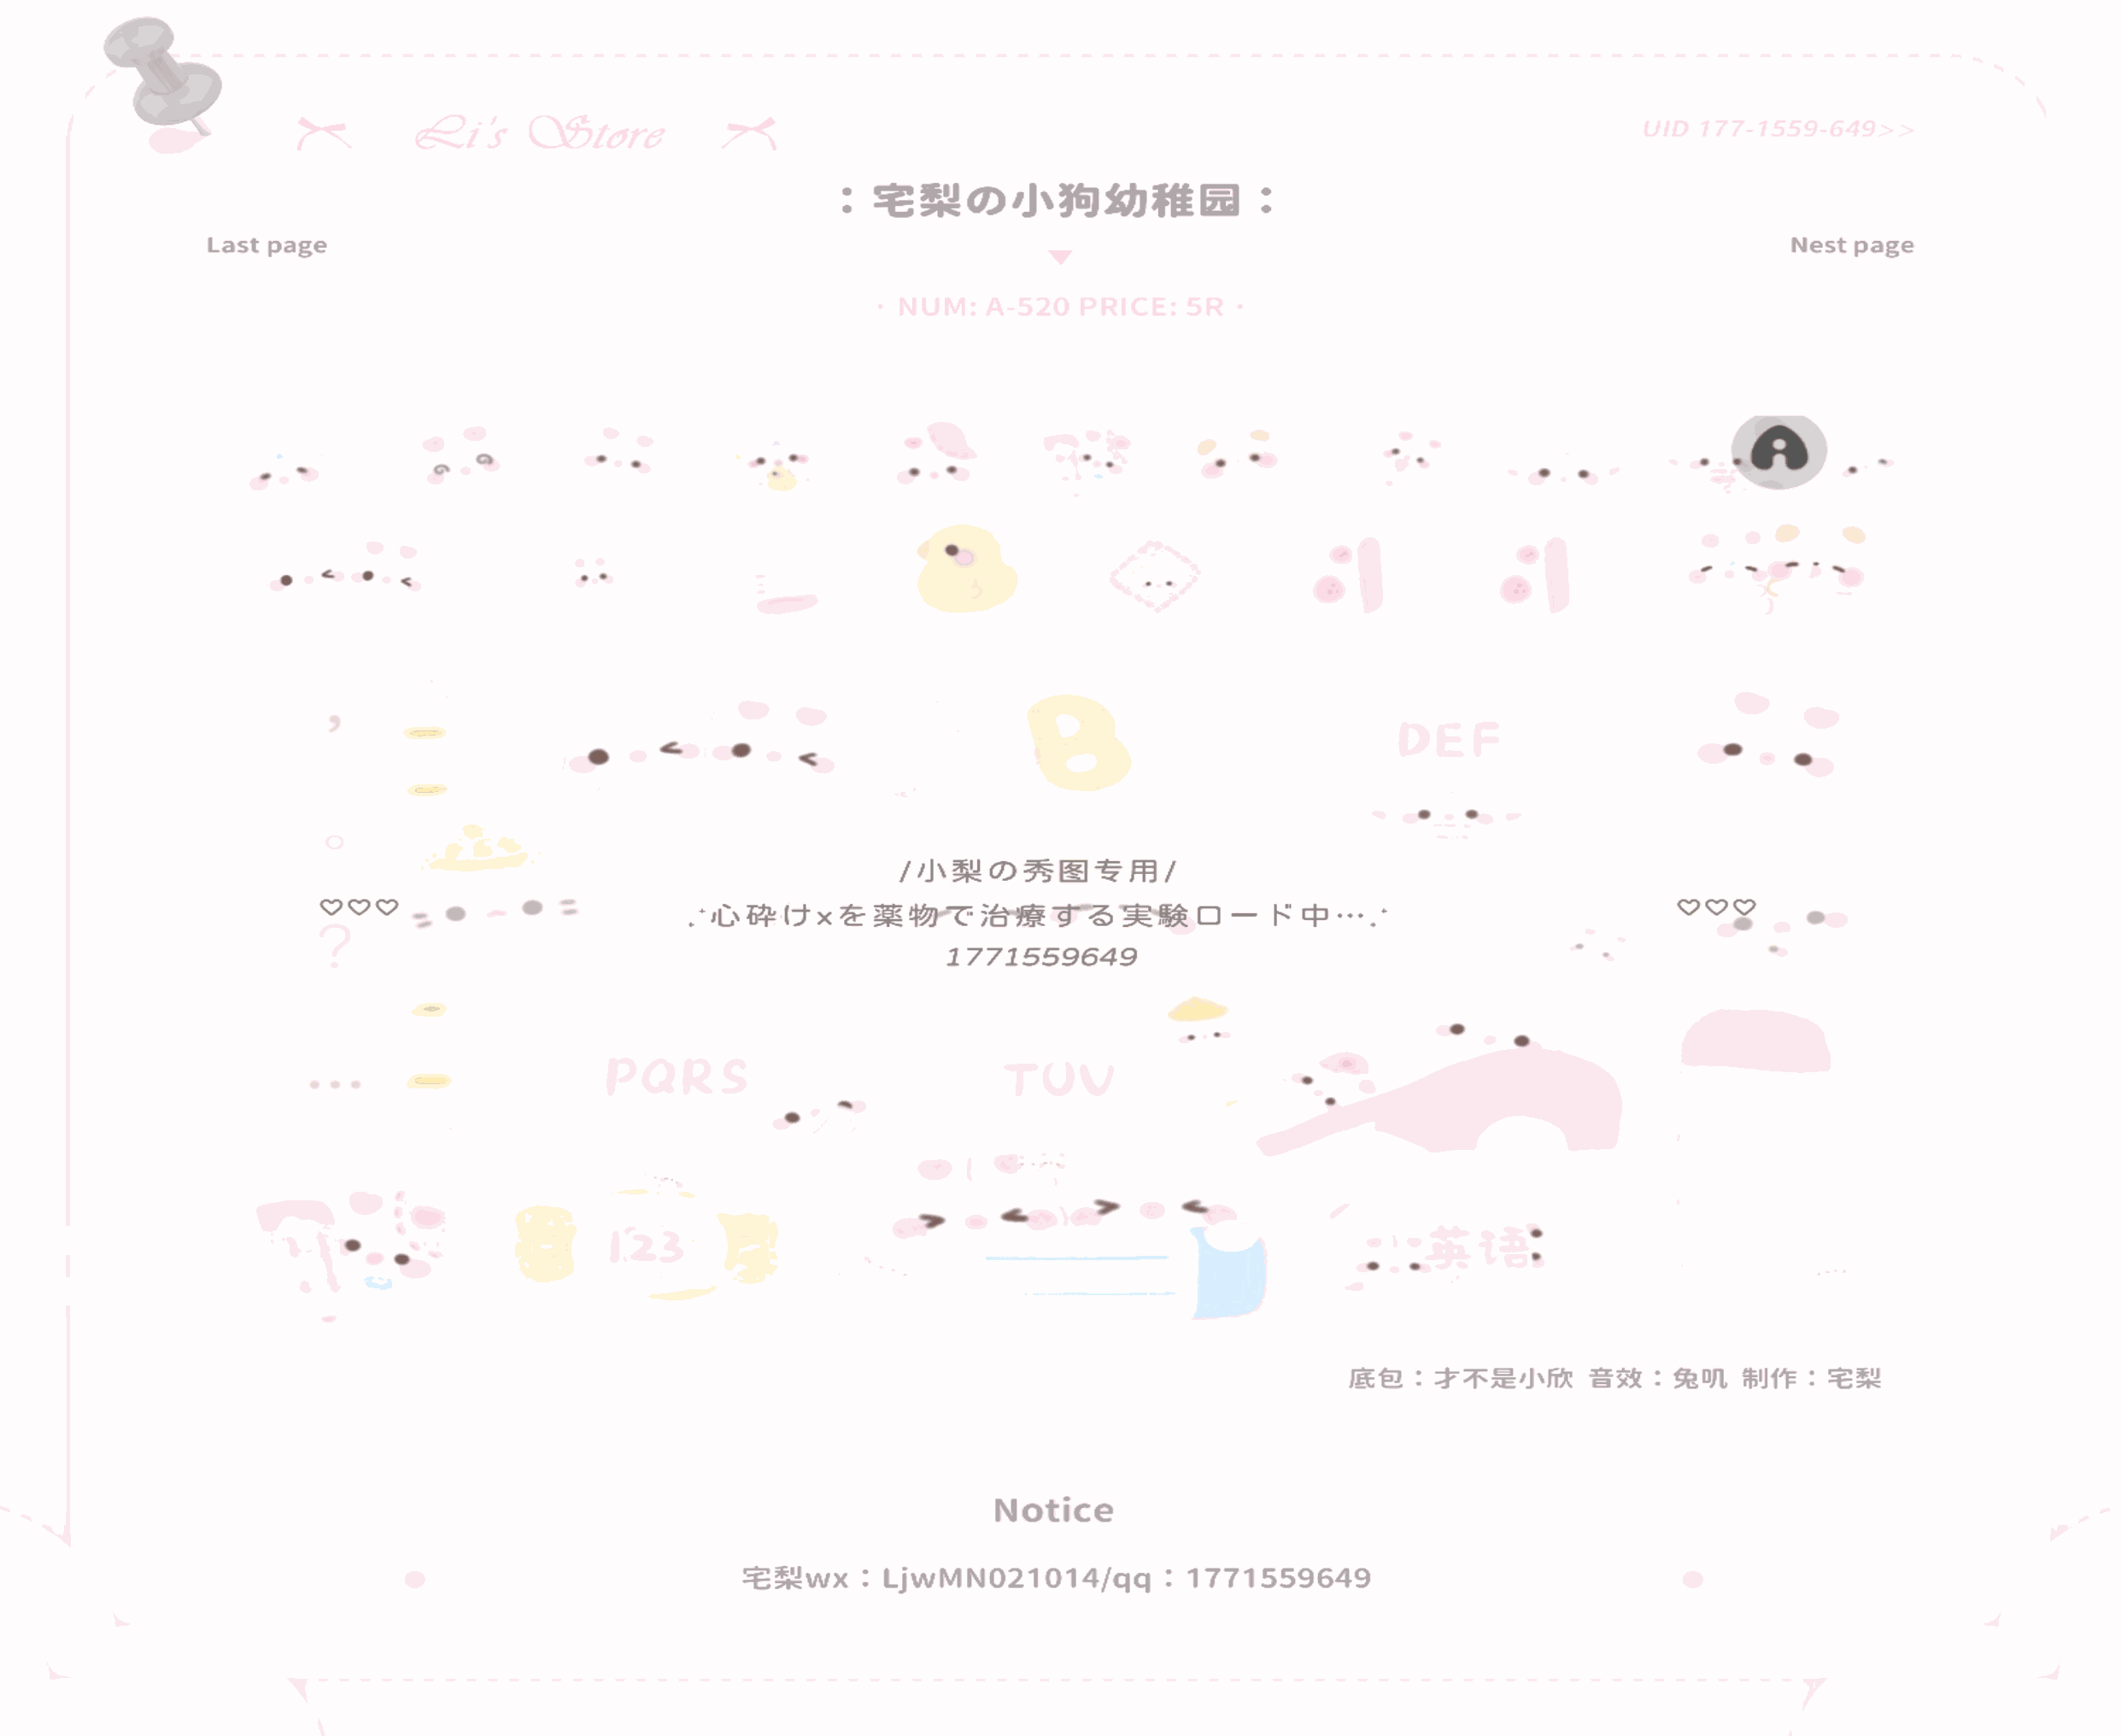 Li's Store
UID 177-1559-649>>
：宅梨の小狗幼稚园：
Last page
Nest page
· NUM: A-520 PRICE: 5R ·
A
，
B
DEF
。
/小梨の秀图专用/
⡈心砕け×を薬物で治療する実験ロード中…⡈
♡♡♡
♡♡♡
1771559649
?
PQRS
TUV
...
123
英语
底包：才不是小欣 音效：兔叽 制作：宅梨
Notice
宅梨wx：LjwMN021014/qq：1771559649